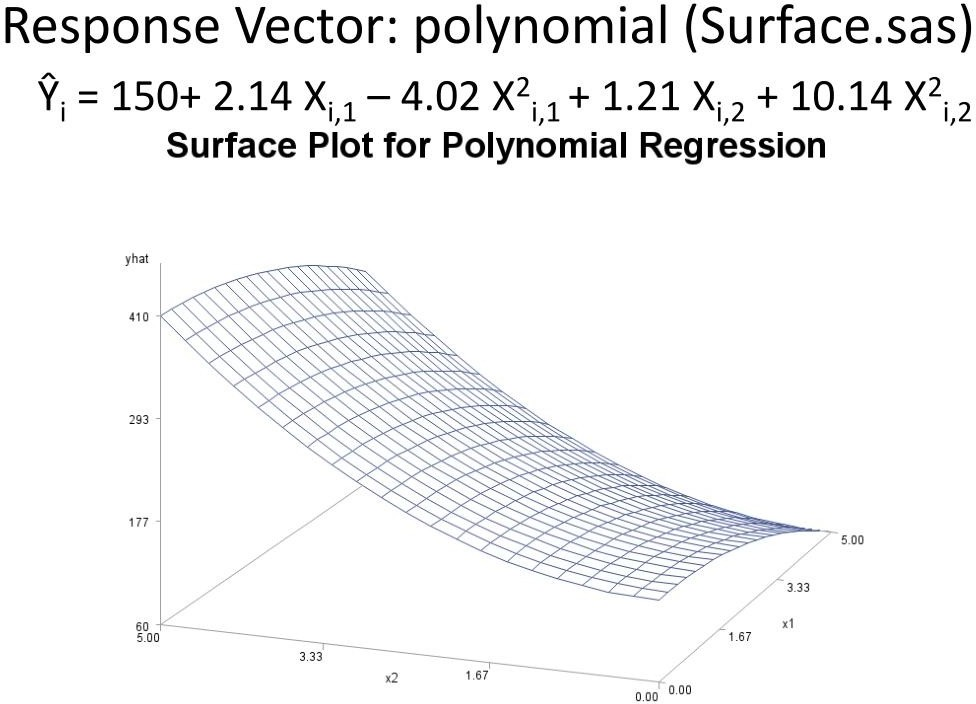 Response Vector: polynomial (Surface.sas)
Ŷi = 150+ 2.14 Xi,1 – 4.02 X²i,1 + 1.21 Xi,2 + 10.14 X²i,2
Surface Plot for Polynomial Regression
yhat
410
293
177
60
5.00
3.33
x2
1.67
0.00
0.00
1.67
x1
3.33
5.00